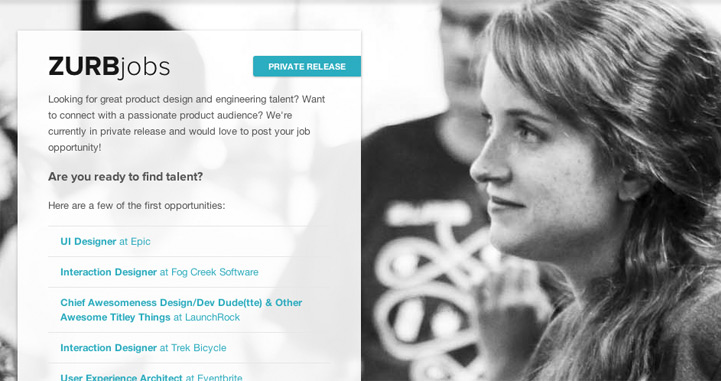 ZURBjobs
PRIVATE RELEASE
Looking for great product design and engineering talent? Want
to connect with a passionate product audience? We're
currently in private release and would love to post your job
opportunity!
Are you ready to find talent?
Here are a few of the first opportunities:
UI Designer at Epic
Interaction Designer at Fog Creek Software
Chief Awesomeness Design/Dev Dude(tte) & Other
Awesome Titley Things at LaunchRock
Interaction Designer at Trek Bicycle
User Experience Architect at Eventbrite